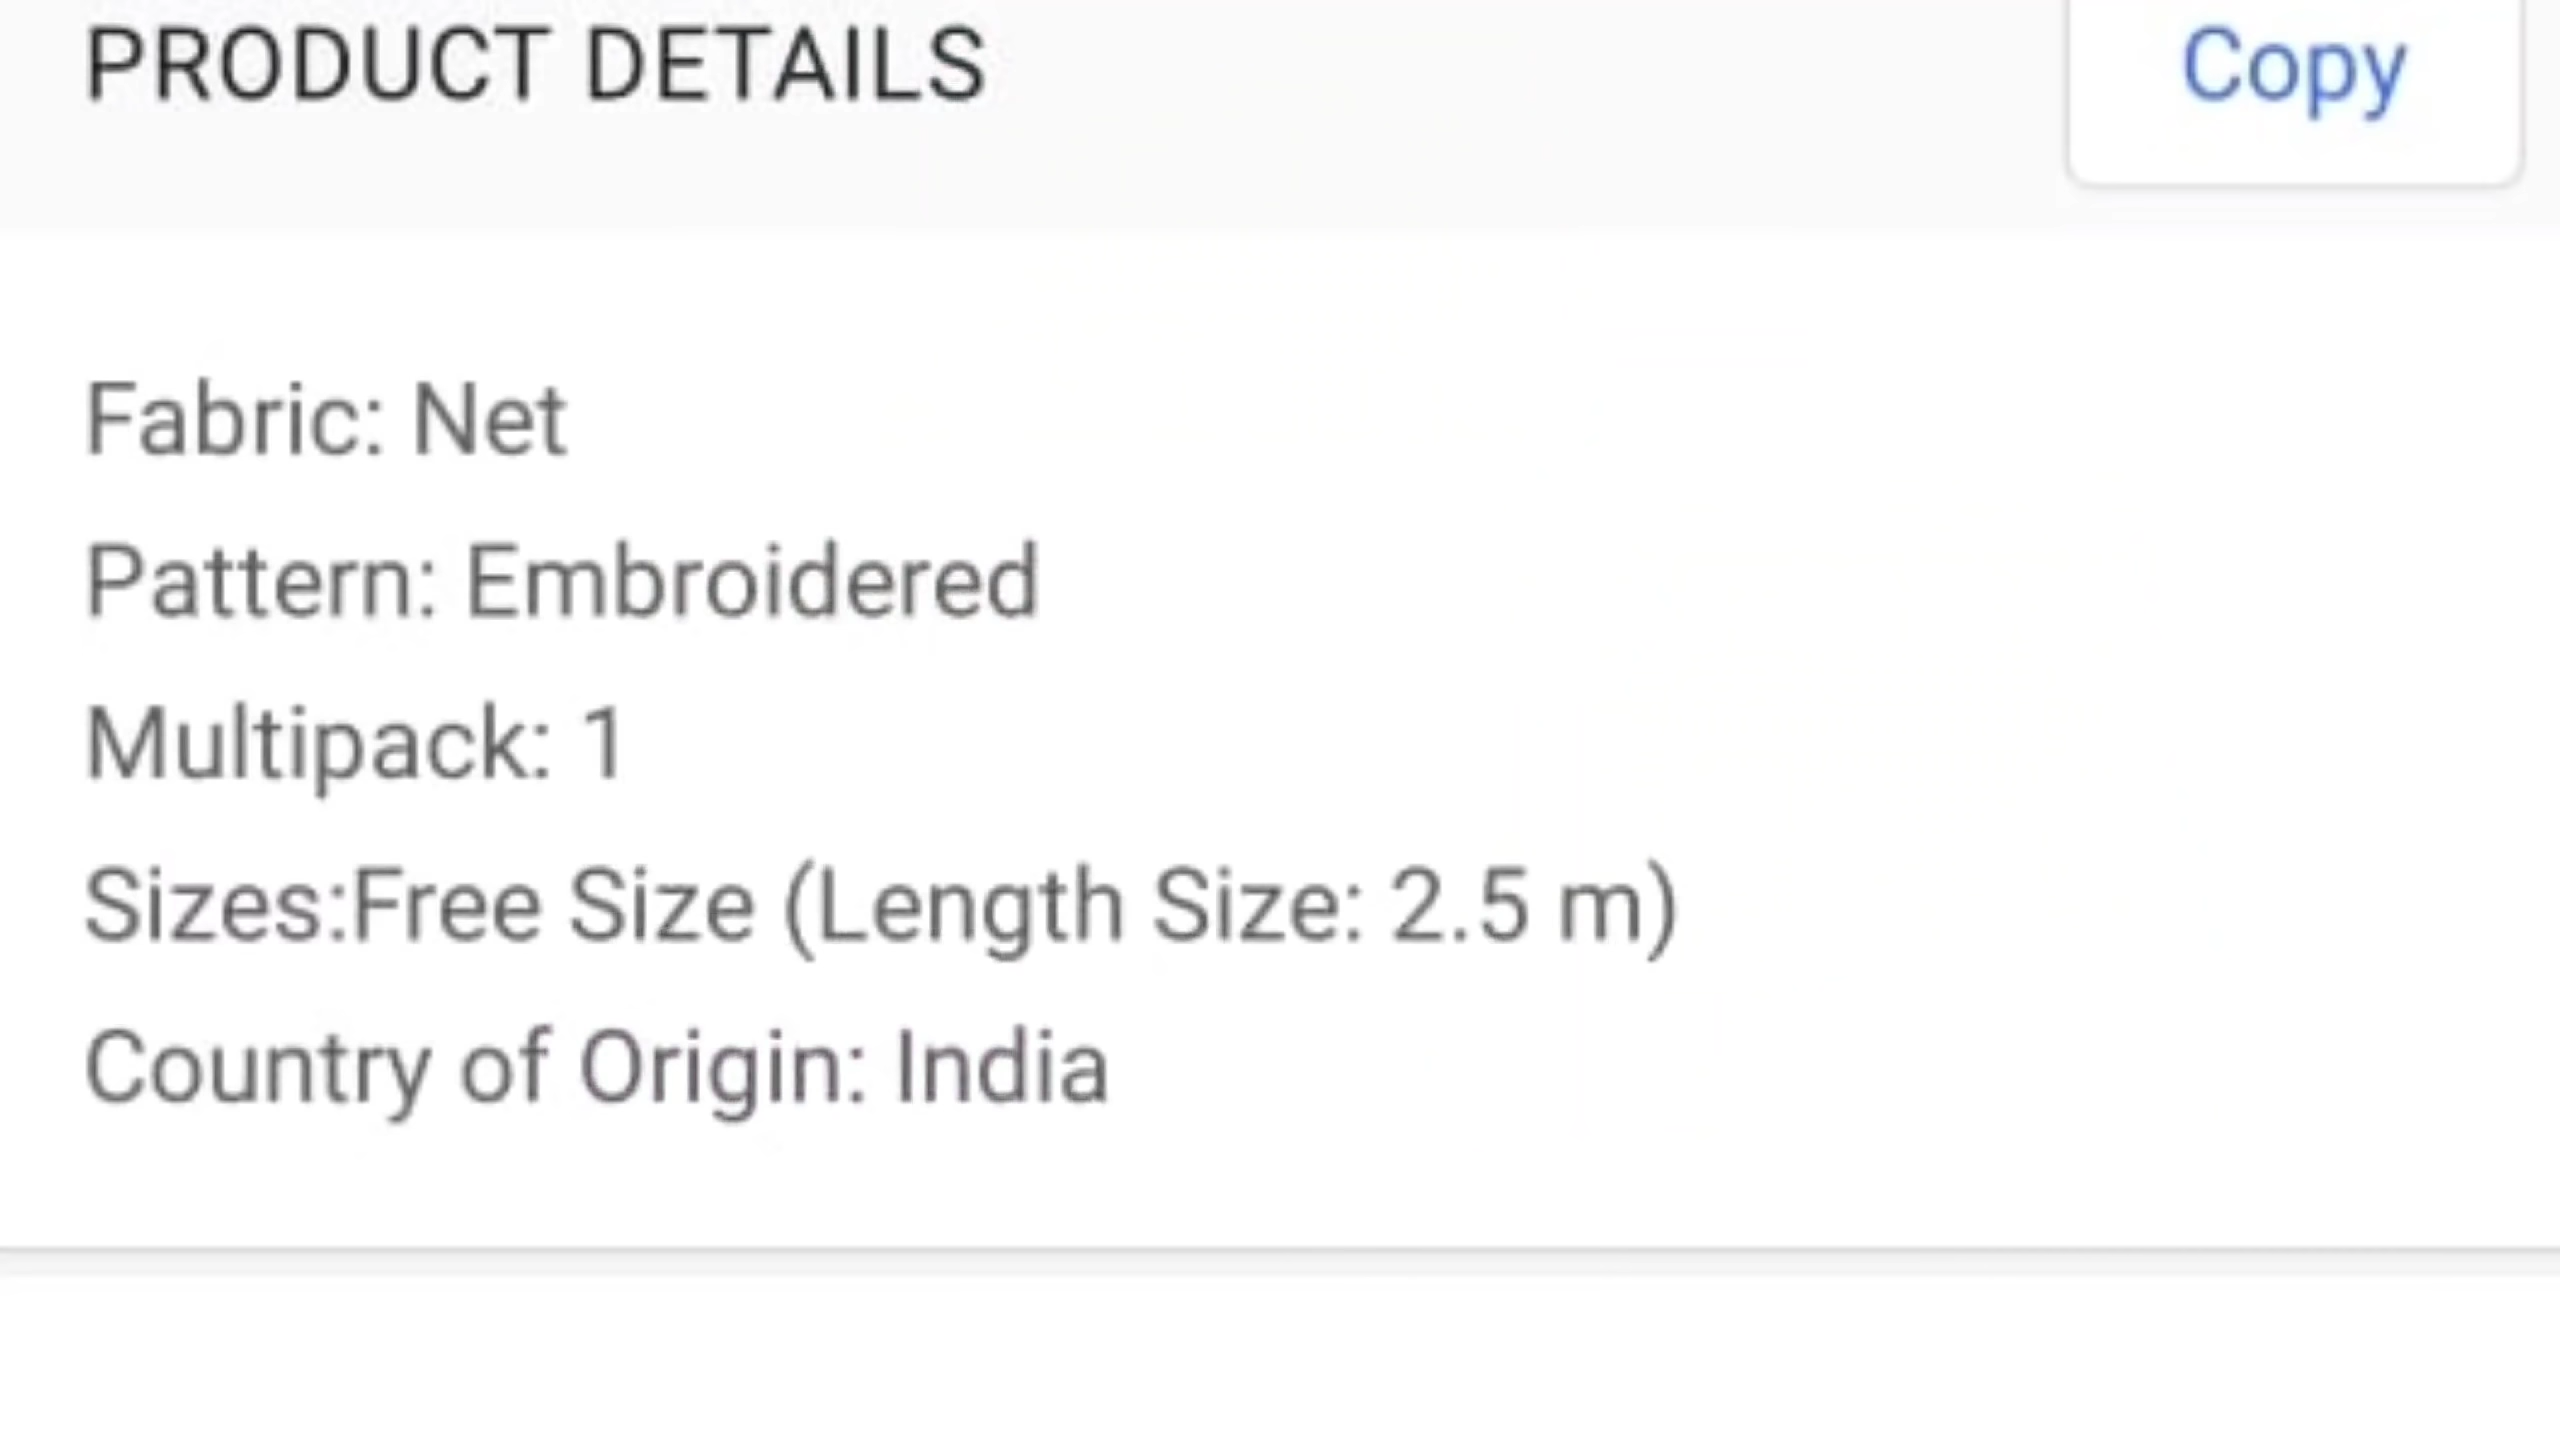 PRODUCT DETAILS
Copy
Fabric: Net
Pattern: Embroidered
Multipack: 1
Sizes:Free Size (Length Size: 2.5 m)
Country of Origin: India